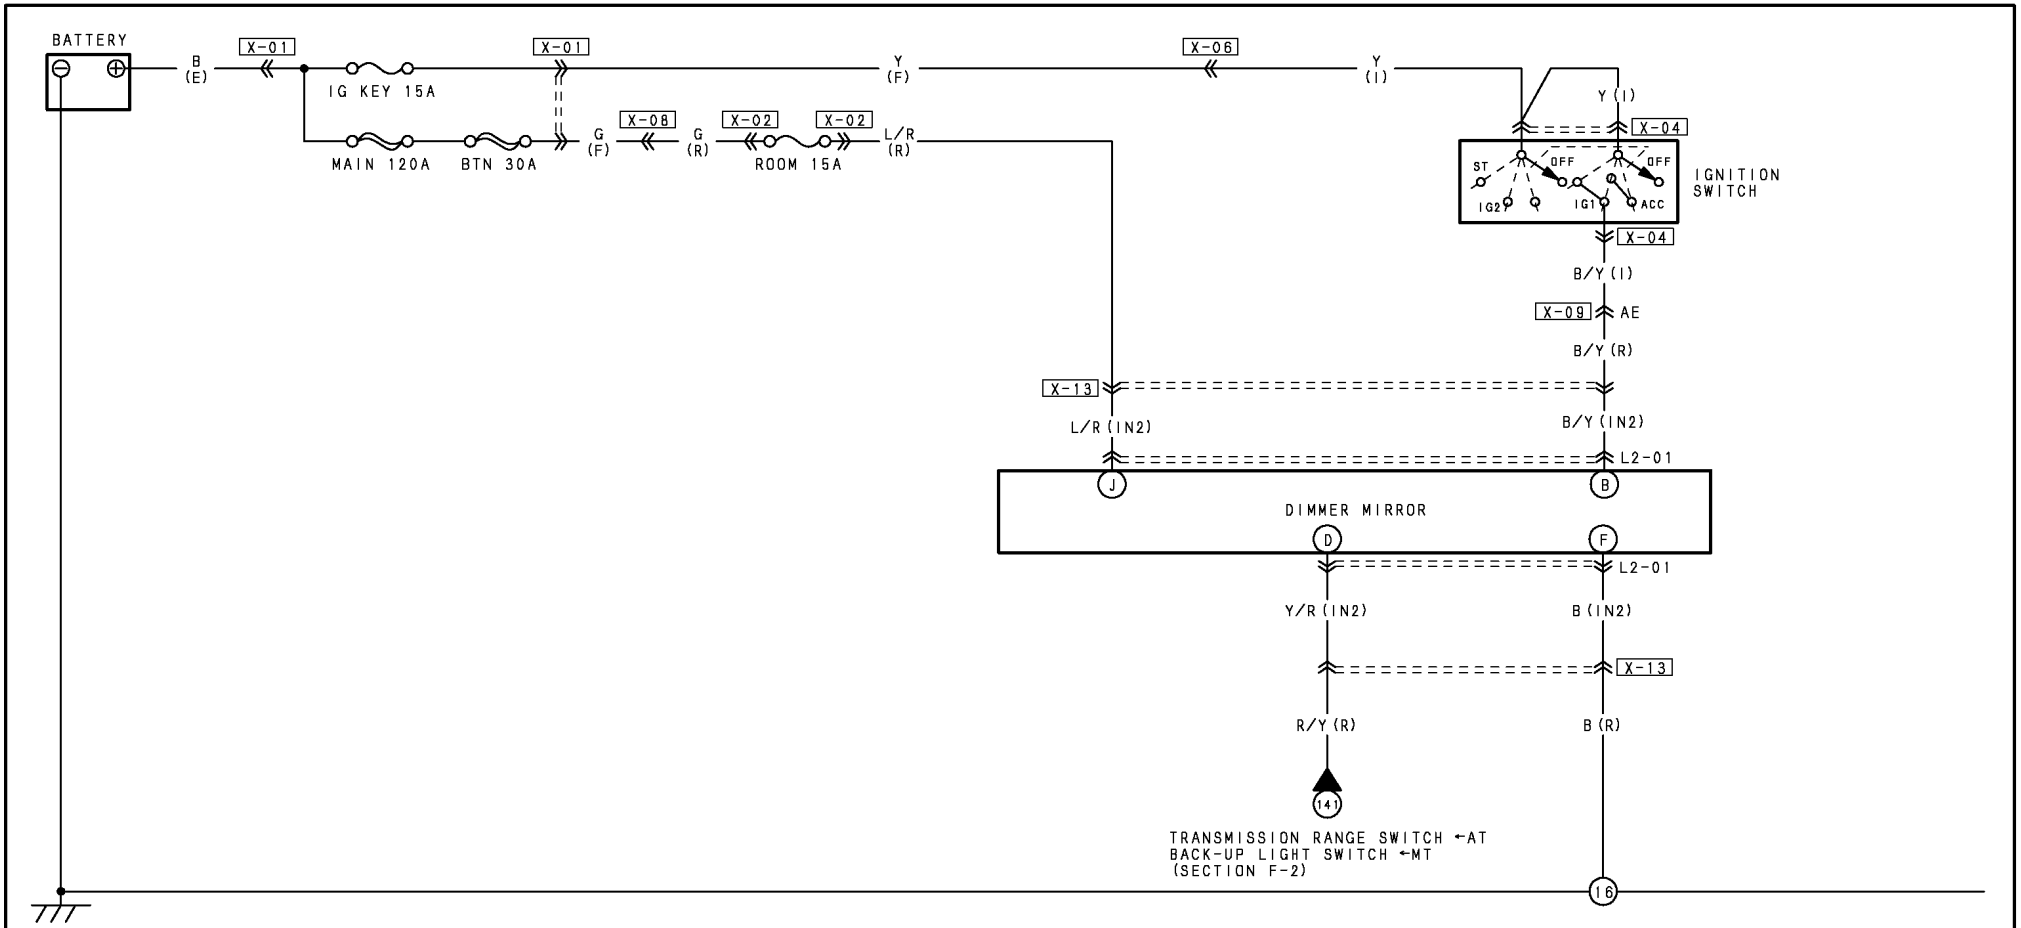 BATTERY
B
(E)
X-01
X-01
Y
(F)
X-06
Y
(I)
IG KEY 15A
Y (I)
X-04
MAIN 120A
BTN 30A
G
(F)
X-08
G
(R)
X-02
ROOM 15A
X-02
L/R
(R)
ST
OFF
OFF
IG2
IG1
ACC
IGNITION
SWITCH
X-04
B/Y (I)
X-09
AE
B/Y (R)
X-13
L/R (IN2)
B/Y (IN2)
L2-01
J
B
DIMMER MIRROR
D
F
L2-01
Y/R (IN2)
B (IN2)
X-13
R/Y (R)
B (R)
141
TRANSMISSION RANGE SWITCH ←AT
BACK-UP LIGHT SWITCH ←MT
(SECTION F-2)
16